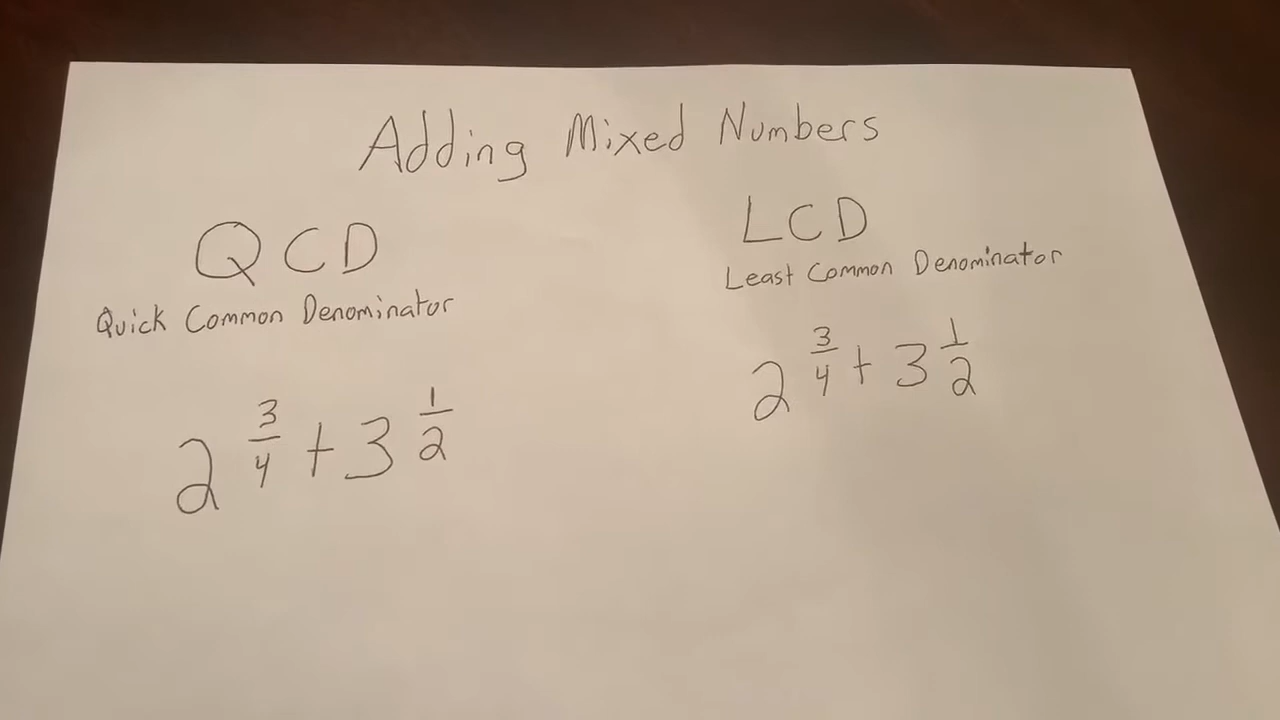 Adding Mixed Numbers
QCD
Quick Common Denominator
2 3/4 + 3 1/2
LCD
Least Common Denominator
2 3/4 + 3 1/2